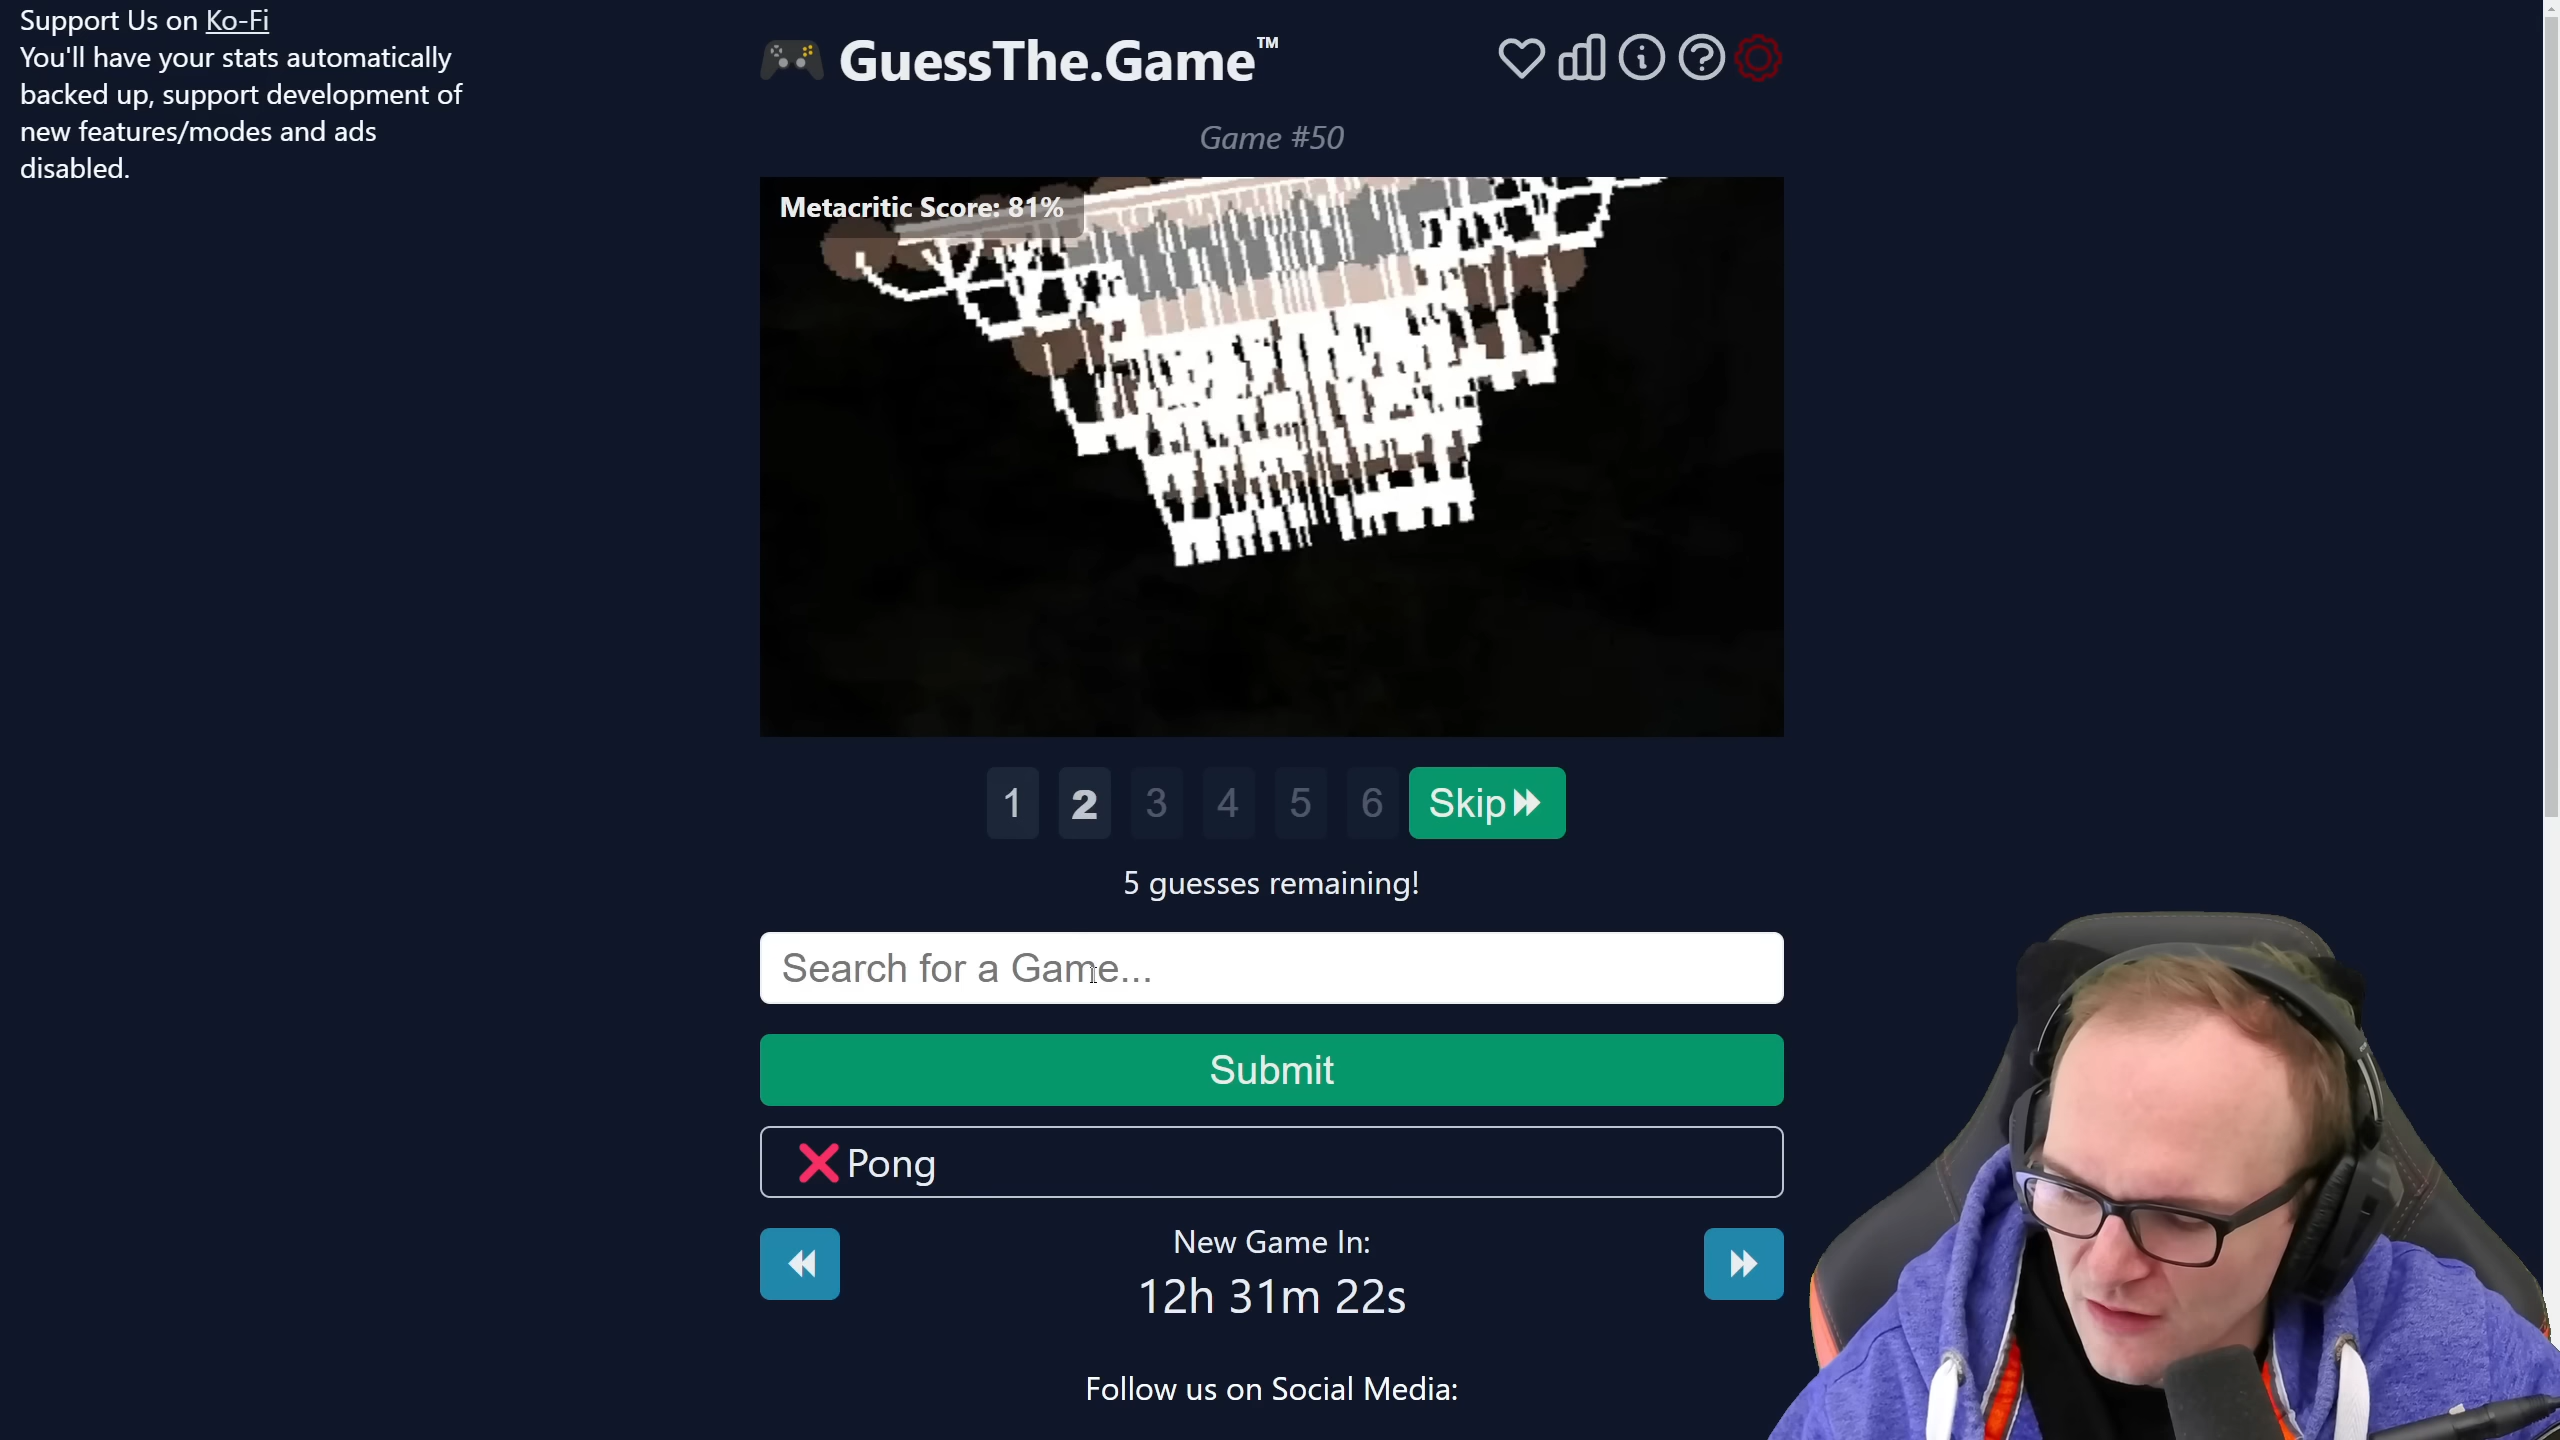 Support Us on Ko-Fi
You'll have your stats automatically
backed up, support development of
new features/modes and ads
disabled.
GuessThe.Game™
Game #50
Metacritic Score: 81%
1 2 3 4 5 6 Skip
5 guesses remaining!
Search for a Game...
Submit
Pong
New Game In:
12h 31m 22s
Follow us on Social Media: